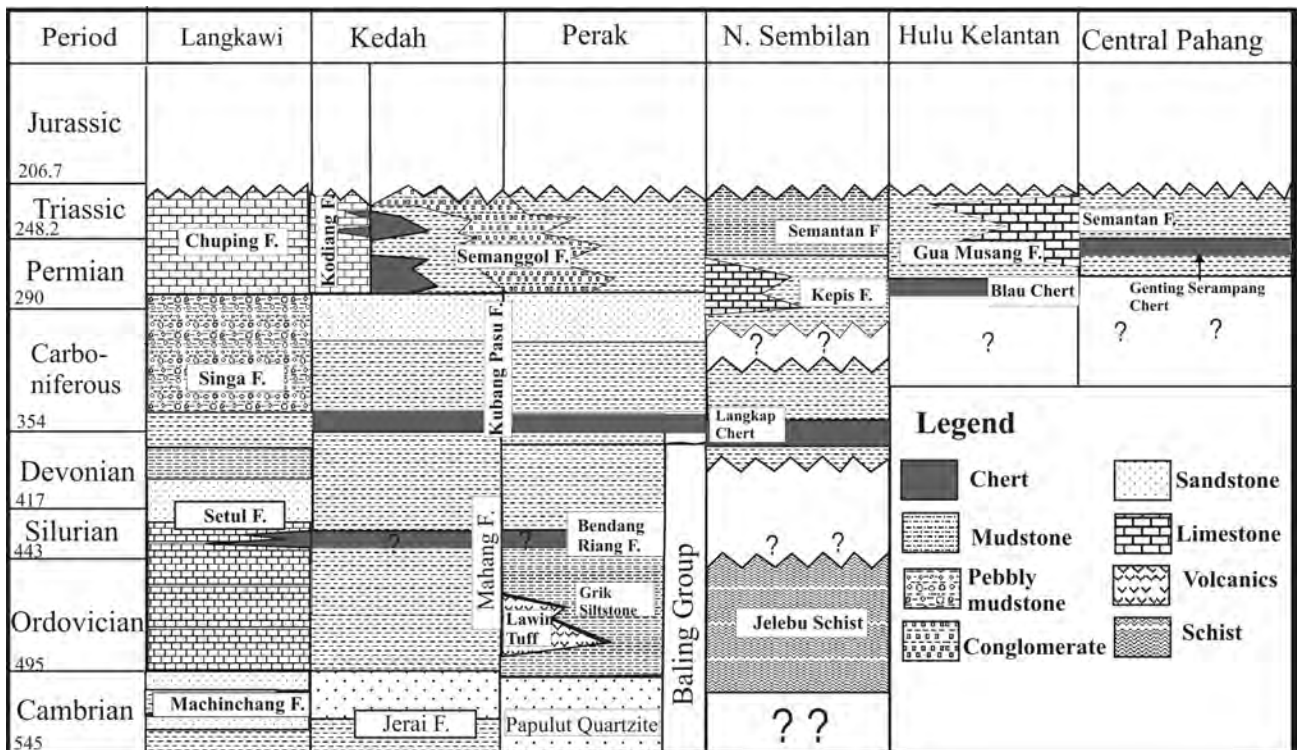 Period Langkawi Kedah Perak N. Sembilan Hulu Kelantan Central Pahang
Jurassic
206.7
Triassic
248.2
Permian
290
Carbo-
niferous
354
Devonian
417
Silurian
443
Ordovician
495
Cambrian
545
Chuping F.
Singa F.
Setul F.
Machinchang F.
Kodiang F.
Semanggol F.
Kubang Pasu F.
?
Mahang F.
Jerai F.
?
Bendang
Riang F.
Grik
Siltstone
Lawin
Tuff
Papulut Quartzite
Baling Group
Semantan F
Kepis F.
? ?
Langkap
Chert
? ?
Jelebu Schist
? ?
Gua Musang F.
Blau Chert
?
Semantan F.
Genting Serampang
Chert
? ?
Legend
Chert
Mudstone
Pebbly
mudstone
Conglomerate
Sandstone
Limestone
Volcanics
Schist